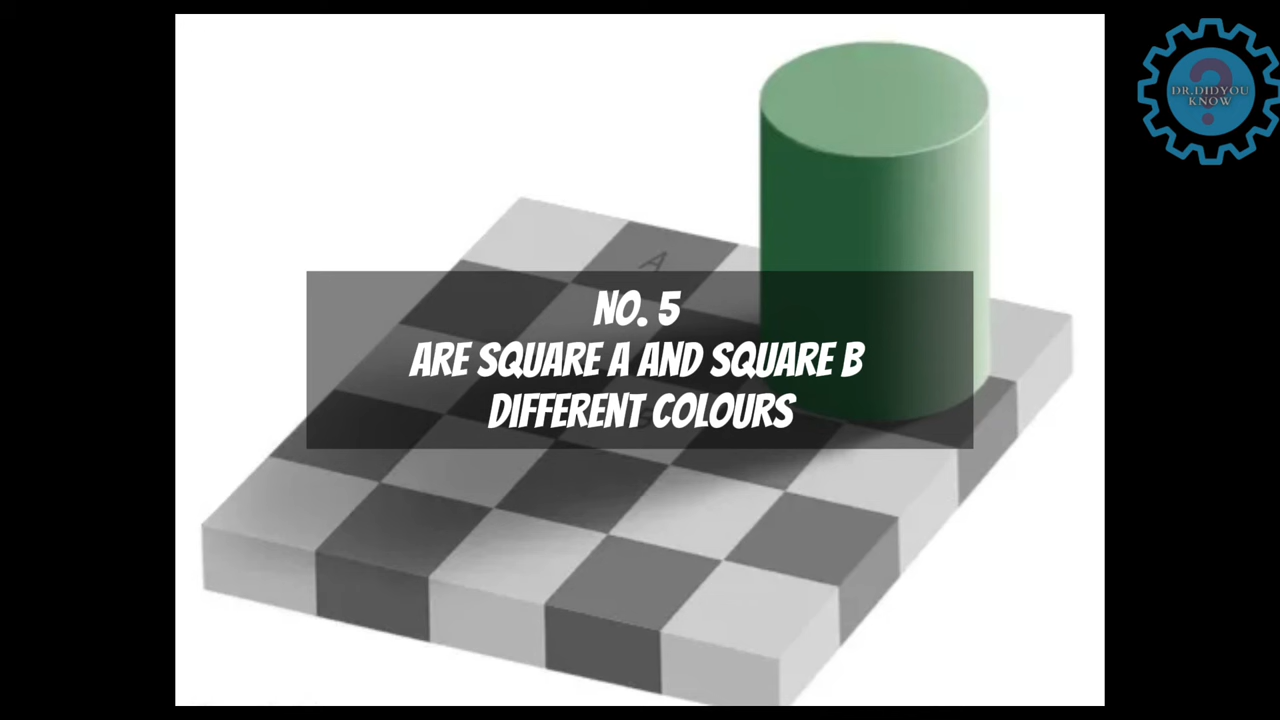 DR.DIDYOU
KNOW
?
A
NO. 5
ARE SQUARE A AND SQUARE B
DIFFERENT COLOURS